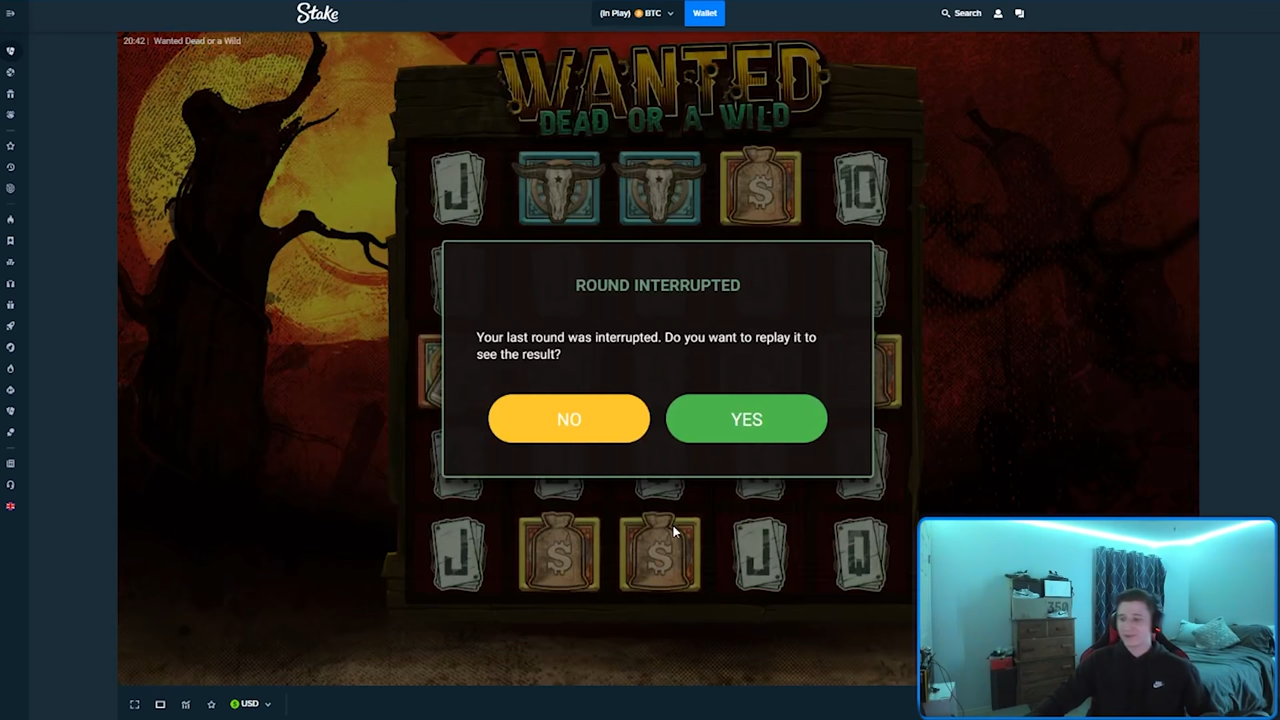 Stake
(In Play) BTC
Wallet
Search
20:42 | Wanted Dead or a Wild
WANTED
DEAD OR A WILD
J
$
10
ROUND INTERRUPTED
Your last round was interrupted. Do you want to replay it to
see the result?
NO
YES
J
$
$
J
Q
350
USD